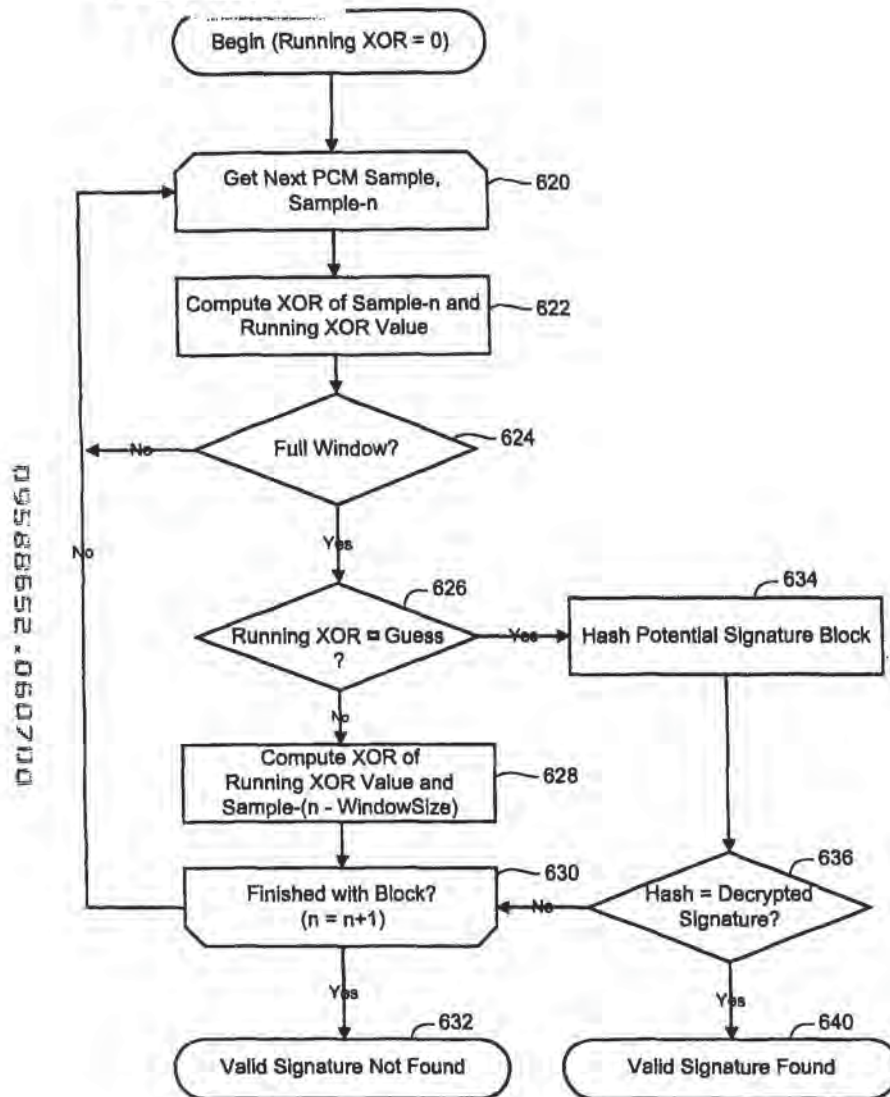 Begin (Running XOR = 0)
Get Next PCM Sample,
Sample-n
620
Compute XOR of Sample-n and
Running XOR Value
622
Full Window?
624
No
Yes
No
Running XOR = Guess
?
626
Yes
634
Hash Potential Signature Block
No
Compute XOR of
Running XOR Value and
Sample-(n - WindowSize)
628
Finished with Block?
(n = n+1)
630
No
Hash = Decrypted
Signature?
636
Yes
Yes
632
Valid Signature Not Found
640
Valid Signature Found
09588652.060700